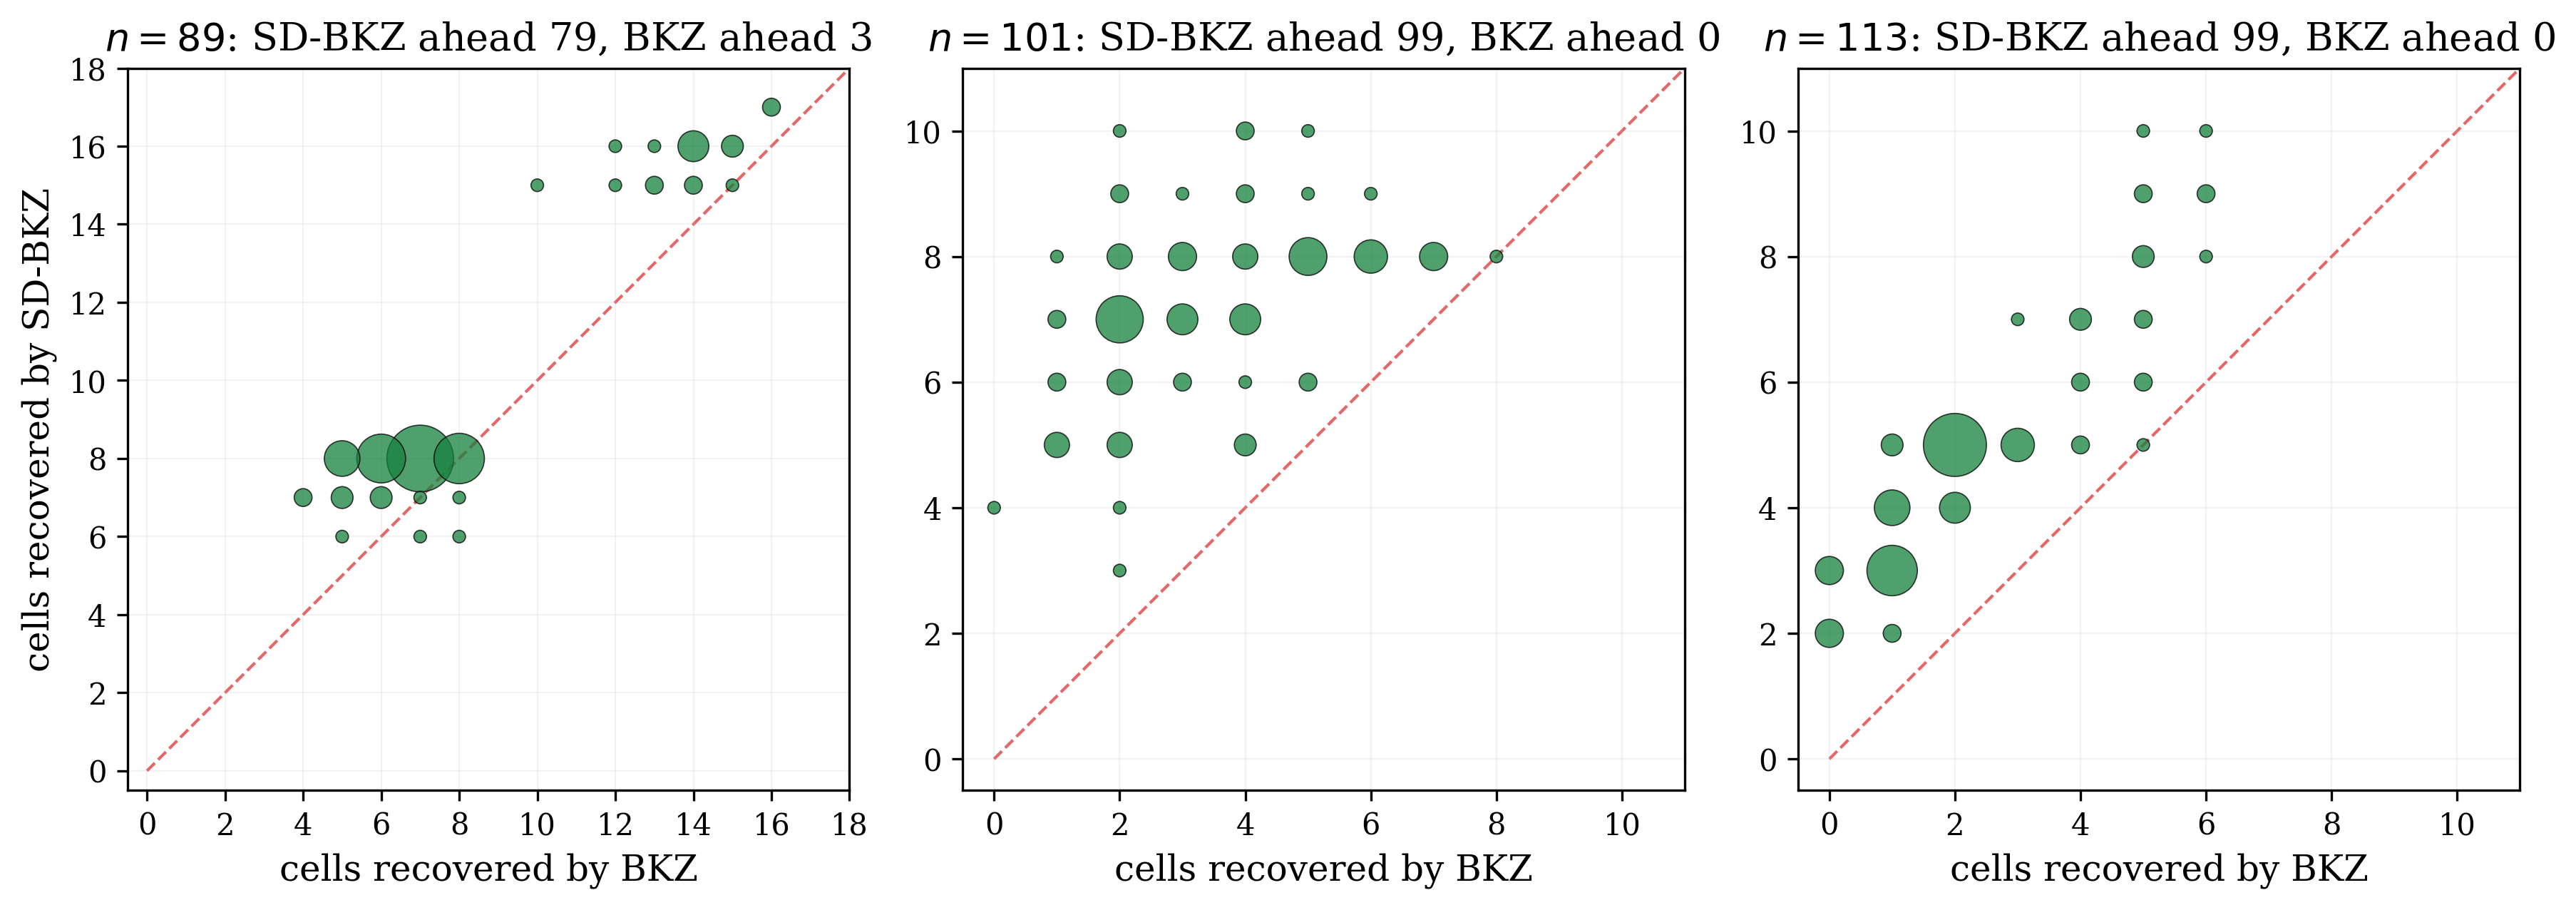 n = 89: SD-BKZ ahead 79, BKZ ahead 3
n = 101: SD-BKZ ahead 99, BKZ ahead 0
n = 113: SD-BKZ ahead 99, BKZ ahead 0
cells recovered by SD-BKZ
18
16
14
12
10
8
6
4
2
0
0 2 4 6 8 10 12 14 16 18
cells recovered by BKZ
10
8
6
4
2
0
0 2 4 6 8 10
cells recovered by BKZ
10
8
6
4
2
0
0 2 4 6 8 10
cells recovered by BKZ